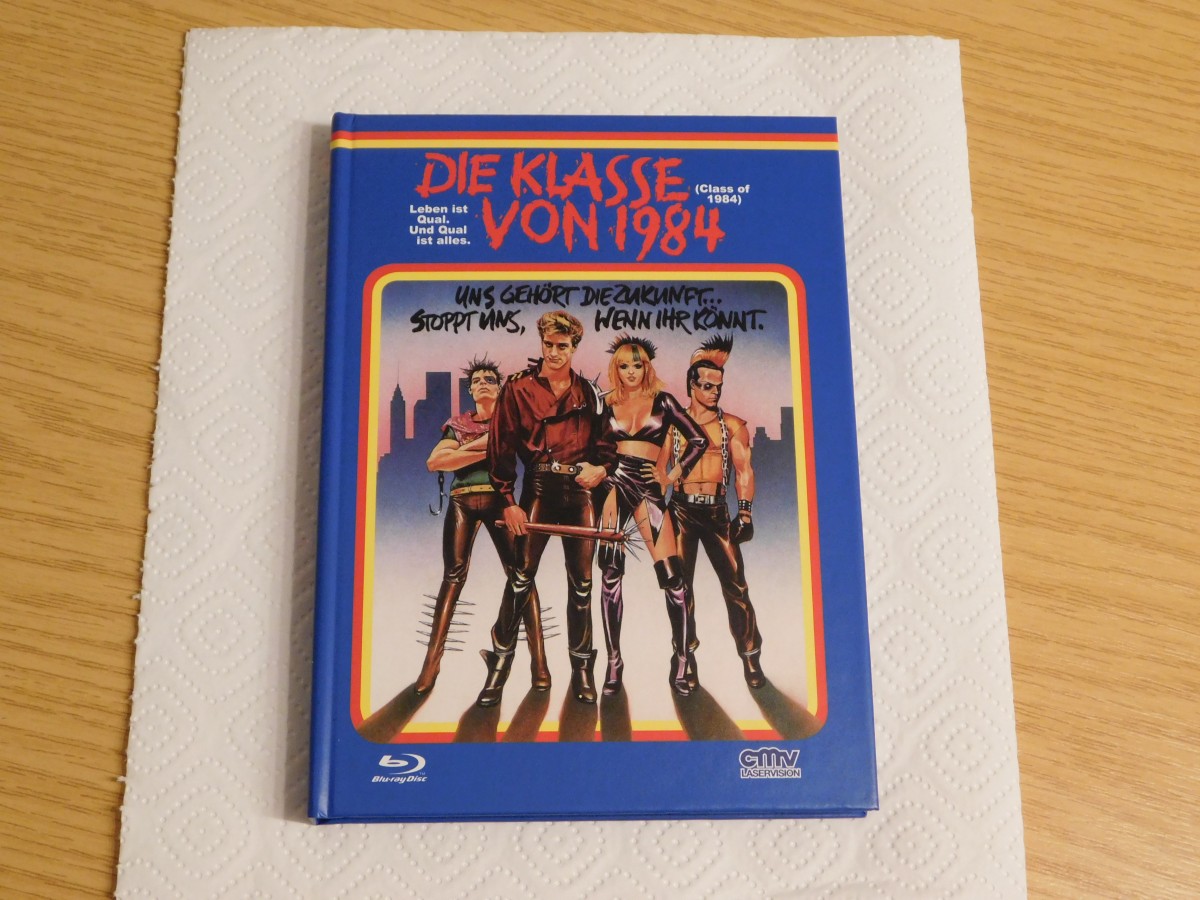 DIE KLASSE
VON 1984
(Class of
1984)
Leben ist
Qual.
Und Qual
ist alles.
UNS GEHÖRT DIE ZUKUNFT...
STOPPT UNS, WENN IHR KÖNNT.
Blu-ray Disc
TM
cmv
LASERVISION